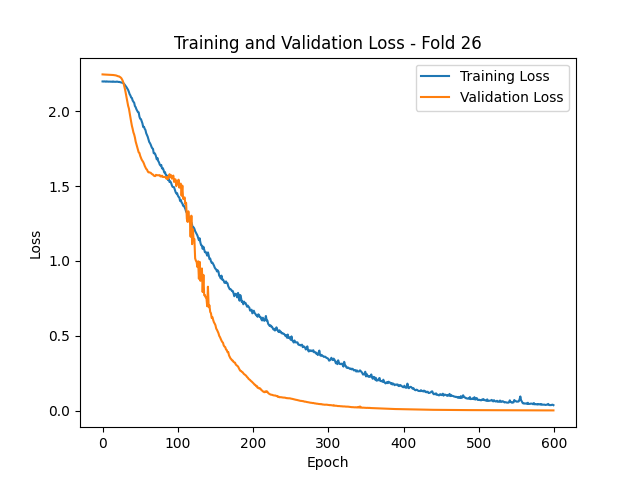 Training and Validation Loss - Fold 26
Training Loss
Validation Loss
Loss
2.0
1.5
1.0
0.5
0.0
0 100 200 300 400 500 600
Epoch